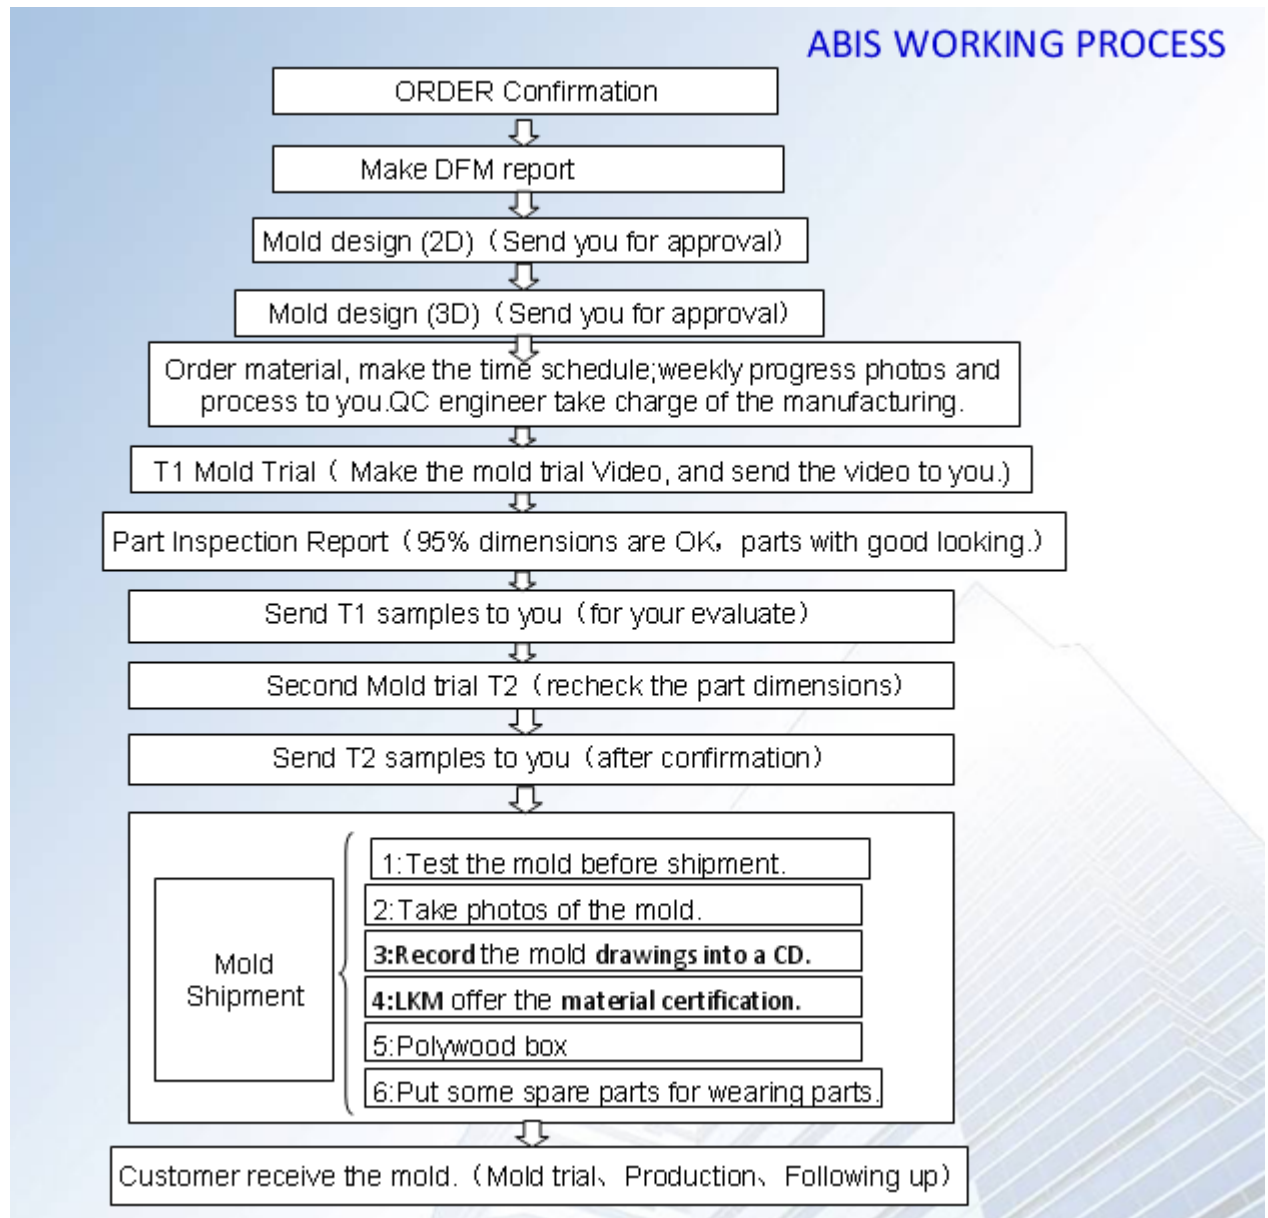 ABIS WORKING PROCESS
ORDER Confirmation
Make DFM report
Mold design (2D)（Send you for approval）
Mold design (3D)（Send you for approval）
Order material, make the time schedule;weekly progress photos and
process to you.QC engineer take charge of the manufacturing.
T1 Mold Trial（ Make the mold trial Video, and send the video to you.)
Part Inspection Report（95% dimensions are OK，parts with good looking.）
Send T1 samples to you（for your evaluate）
Second Mold trial T2（recheck the part dimensions）
Send T2 samples to you（after confirmation）
Mold
Shipment
1:Test the mold before shipment.
2:Take photos of the mold.
3:Record the mold drawings into a CD.
4:LKM offer the material certification.
5:Polywood box
6:Put some spare parts for wearing parts.
Customer receive the mold.（Mold trial、Production、Following up）